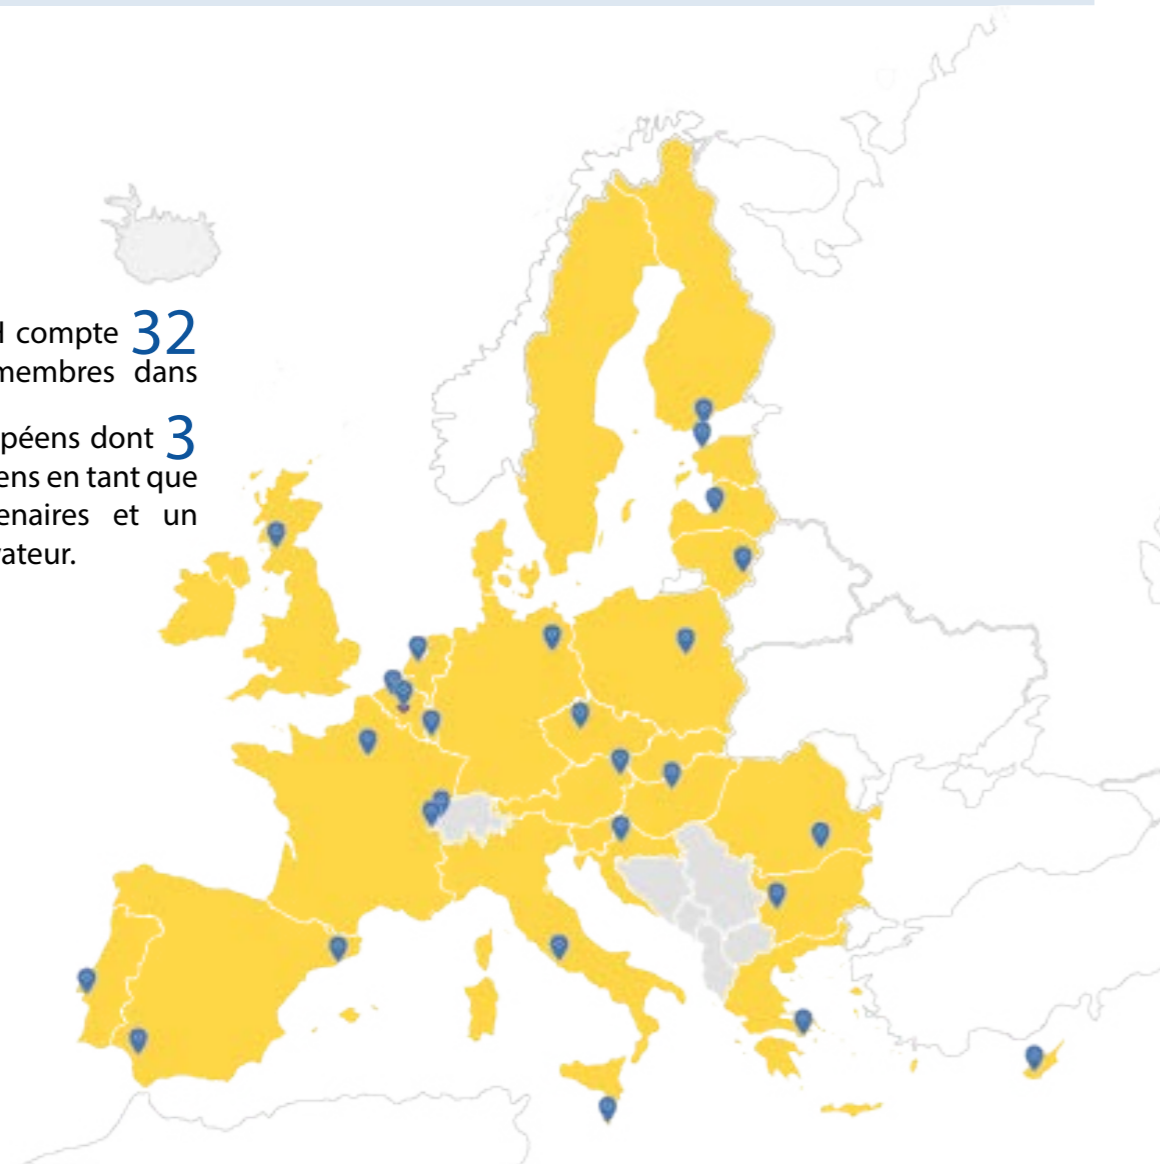 compte 32
membres dans
péens dont 3
ens en tant que
enaires et un
ateur.